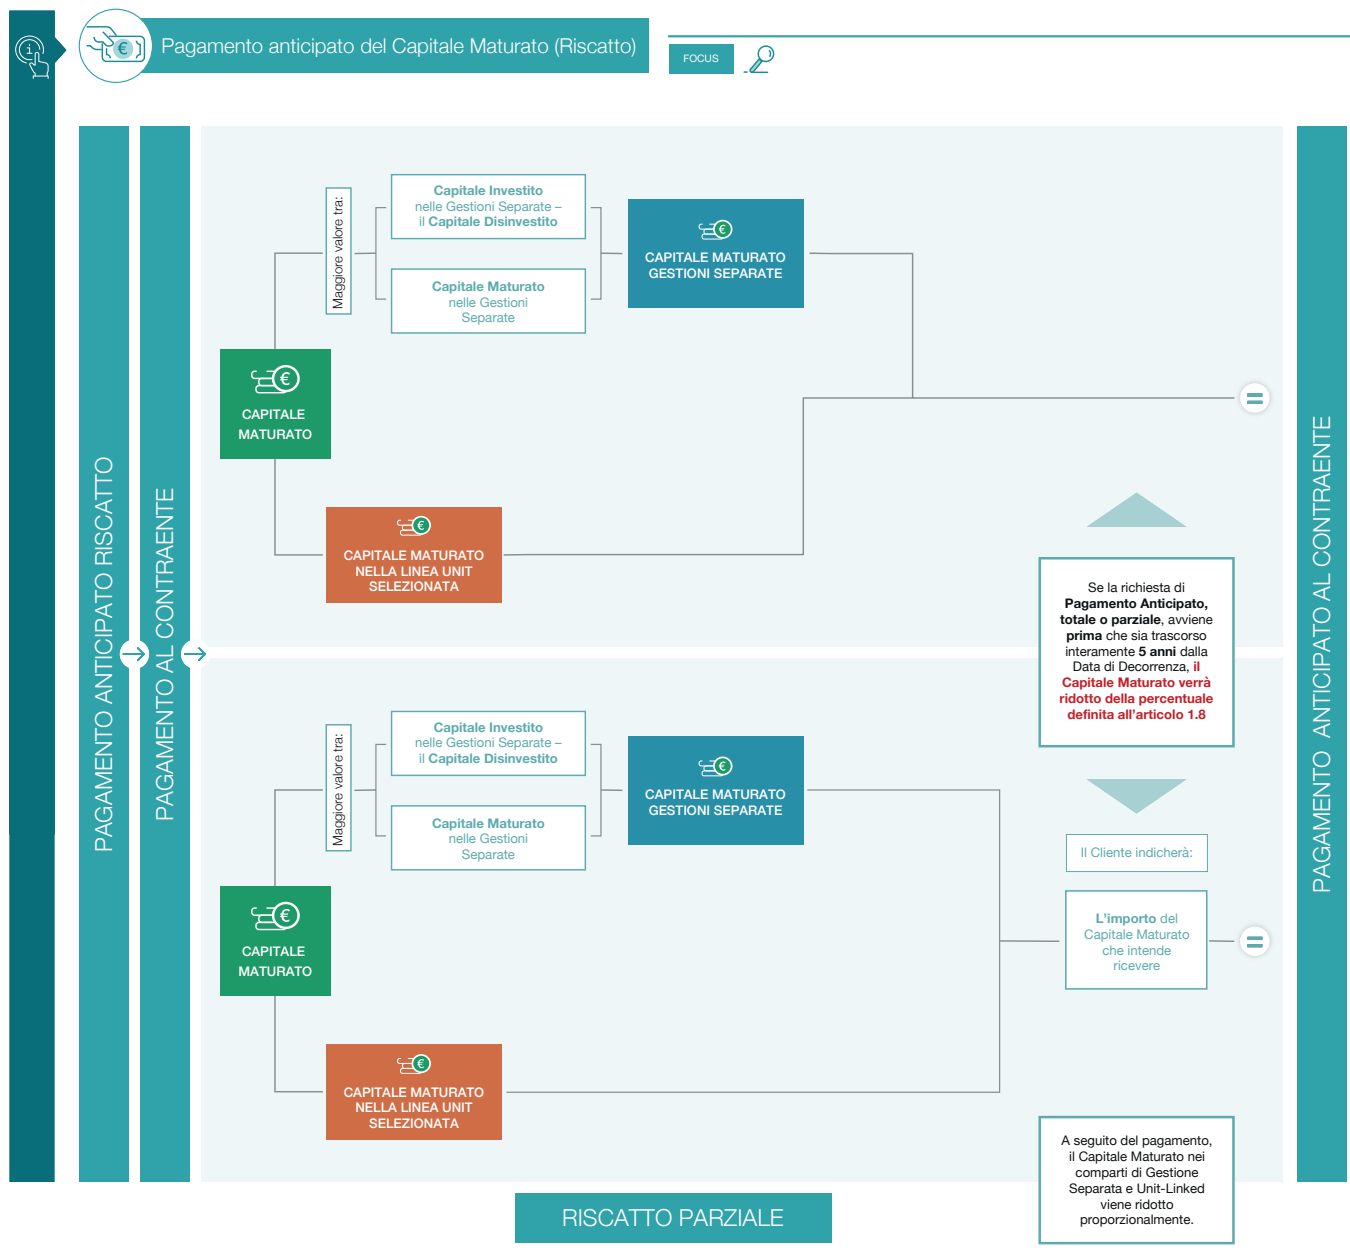 Pagamento anticipato del Capitale Maturato (Riscatto)
FOCUS
PAGAMENTO ANTICIPATO RISCATTO
PAGAMENTO AL CONTRAENTE
CAPITALE
MATURATO
Maggiore valore tra:
Capitale Investito
nelle Gestioni Separate –
il Capitale Disinvestito
Capitale Maturato
nelle Gestioni
Separate
€
CAPITALE MATURATO
GESTIONI SEPARATE
€
CAPITALE MATURATO
NELLA LINEA UNIT
SELEZIONATA
=
Se la richiesta di
Pagamento Anticipato,
totale o parziale, avviene
prima che sia trascorso
interamente 5 anni dalla
Data di Decorrenza, il
Capitale Maturato verrà
ridotto della percentuale
definita all'articolo 1.8
€
CAPITALE
MATURATO
Maggiore valore tra:
Capitale Investito
nelle Gestioni Separate –
il Capitale Disinvestito
Capitale Maturato
nelle Gestioni
Separate
€
CAPITALE MATURATO
GESTIONI SEPARATE
€
CAPITALE MATURATO
NELLA LINEA UNIT
SELEZIONATA
Il Cliente indicherà:
L'importo del
Capitale Maturato
che intende
ricevere
=
A seguito del pagamento,
il Capitale Maturato nei
comparti di Gestione
Separata e Unit-Linked
viene ridotto
proporzionalmente.
PAGAMENTO ANTICIPATO AL CONTRAENTE
RISCATTO PARZIALE